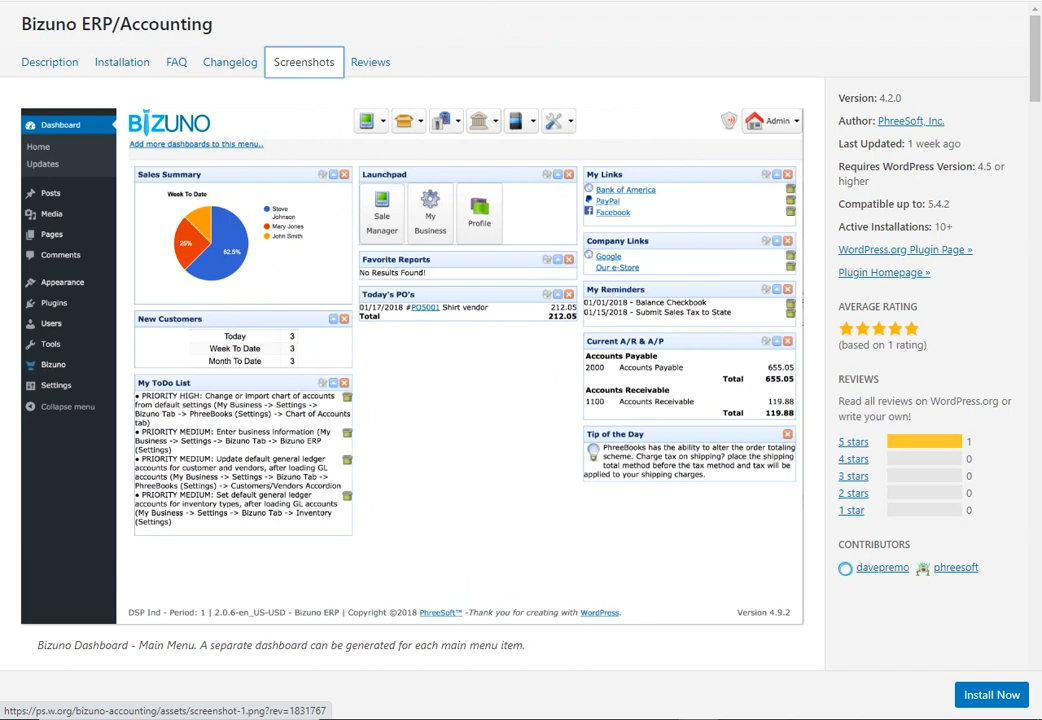 Bizuno ERP/Accounting
Description Installation FAQ Changelog Screenshots Reviews
Dashboard
Home
Updates
Posts
Media
Pages
Comments
Appearance
Plugins
Users
Tools
Bizuno
Settings
Collapse menu
BIZUNO
Admin
Add more dashboards to this menu..
Sales Summary
Week To Date
62.5%
25%
Steve
Johnson
Mary Jones
John Smith
New Customers
Today 3
Week To Date 3
Month To Date 3
My ToDo List
• PRIORITY HIGH: Change or import chart of accounts
from default settings (My Business -> Settings ->
Bizuno Tab -> PhreeBooks (Settings) -> Chart of Accounts
tab)
• PRIORITY MEDIUM: Enter business information (My
Business -> Settings -> Bizuno Tab -> Bizuno ERP
(Settings)
• PRIORITY MEDIUM: Update default general ledger
accounts for customer and vendors, after loading GL
accounts (My Business -> Settings -> Bizuno Tab ->
PhreeBooks (Settings) -> Customers/Vendors Accordion
• PRIORITY MEDIUM: Set default general ledger
accounts for inventory types, after loading GL accounts
(My Business -> Settings -> Bizuno Tab -> Inventory
(Settings)
Launchpad
Sale
Manager
My
Business
Profile
Favorite Reports
No Results Found!
Today's PO's
01/17/2018 #PO5001 Shirt vendor 212.05
Total 212.05
My Links
Bank of America
PayPal
Facebook
Company Links
Google
Our e-Store
My Reminders
01/01/2018 - Balance Checkbook
01/15/2018 - Submit Sales Tax to State
Current A/R & A/P
Accounts Payable
2000 Accounts Payable 655.05
Total 655.05
Accounts Receivable
1100 Accounts Receivable 119.88
Total 119.88
Tip of the Day
PhreeBooks has the ability to alter the order totaling
scheme. Charge tax on shipping? place the shipping
total method before the tax method and tax will be
applied to your shipping charges.
DSP Ind - Period: 1 | 2.0.6-en_US-USD - Bizuno ERP | Copyright ©2018 PhreeSoft™ -Thank you for creating with WordPress. Version 4.9.2
Bizuno Dashboard - Main Menu. A separate dashboard can be generated for each main menu item.
Version: 4.2.0
Author: PhreeSoft, Inc.
Last Updated: 1 week ago
Requires WordPress Version: 4.5 or
higher
Compatible up to: 5.4.2
Active Installations: 10+
WordPress.org Plugin Page »
Plugin Homepage »
AVERAGE RATING
(based on 1 rating)
REVIEWS
Read all reviews on WordPress.org or
write your own!
5 stars 1
4 stars 0
3 stars 0
2 stars 0
1 star 0
CONTRIBUTORS
davepremo phreesoft
Install Now
https://ps.w.org/bizuno-accounting/assets/screenshot-1.png?rev=1831767